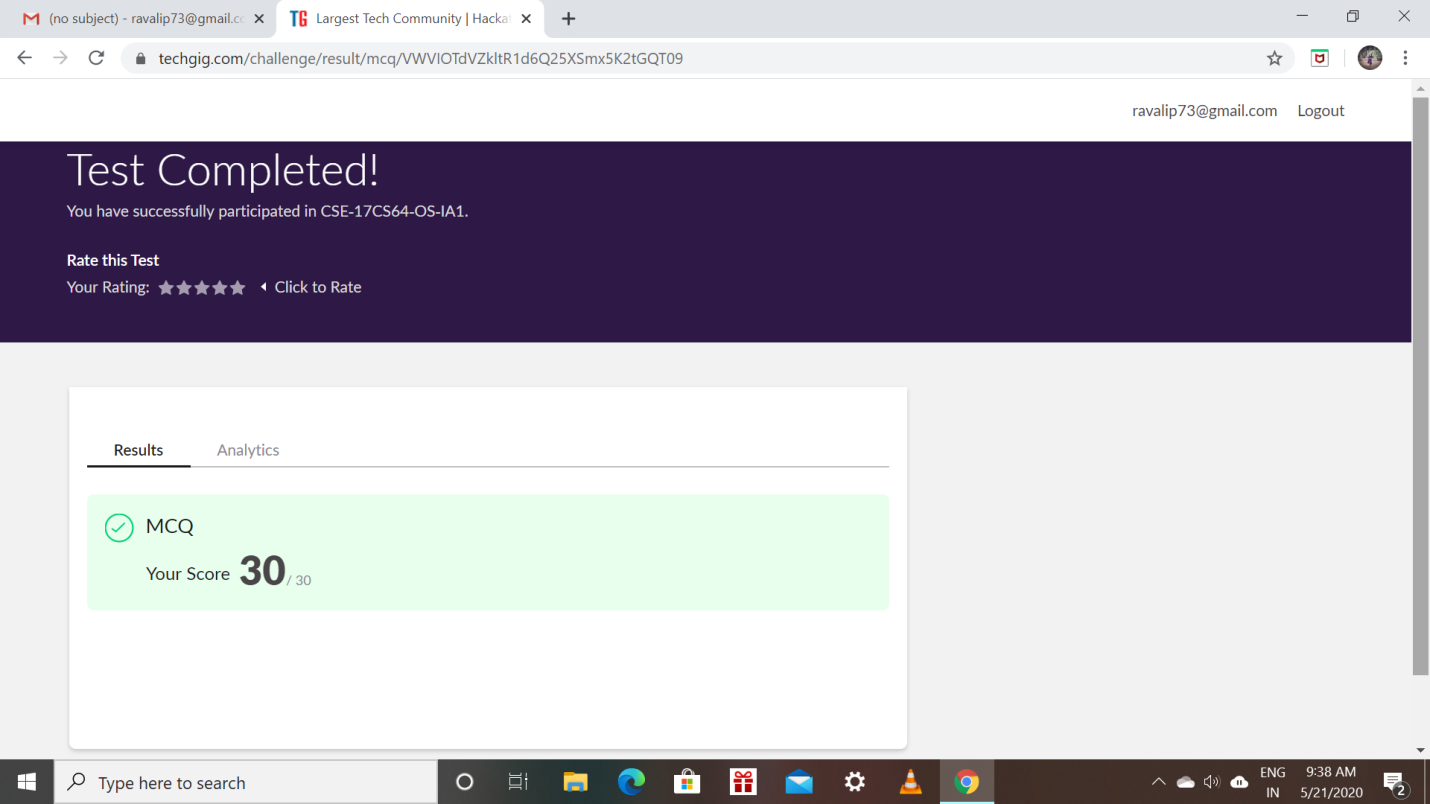 (no subject) - ravalip73@gmail.c
TG Largest Tech Community | Hacka
techgig.com/challenge/result/mcq/VWVIOTdVZkltR1d6Q25XSmx5K2tGQT09
ravalip73@gmail.com Logout
Test Completed!
You have successfully participated in CSE-17CS64-OS-IA1.
Rate this Test
Your Rating: Click to Rate
Results Analytics
MCQ
Your Score 30 / 30
Type here to search
ENG 9:38 AM
IN 5/21/2020
2